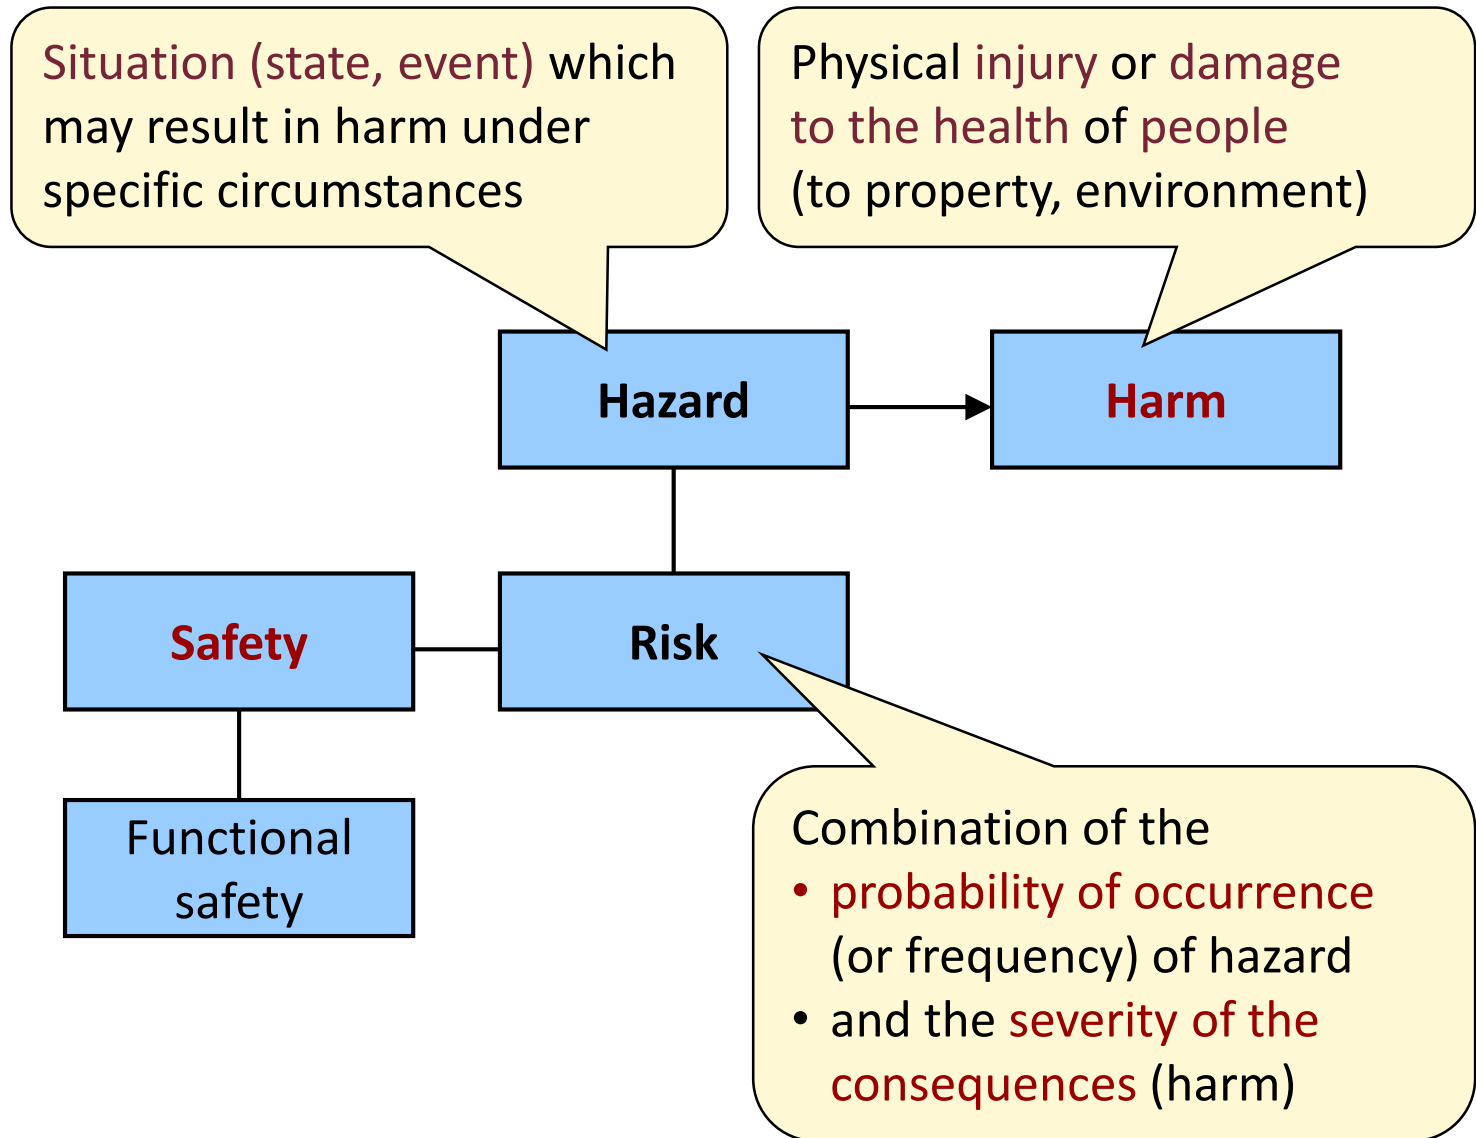 Situation (state, event) which
may result in harm under
specific circumstances
Physical injury or damage
to the health of people
(to property, environment)
Hazard
Harm
Safety
Risk
Functional
safety
Combination of the
• probability of occurrence
(or frequency) of hazard
• and the severity of the
consequences (harm)